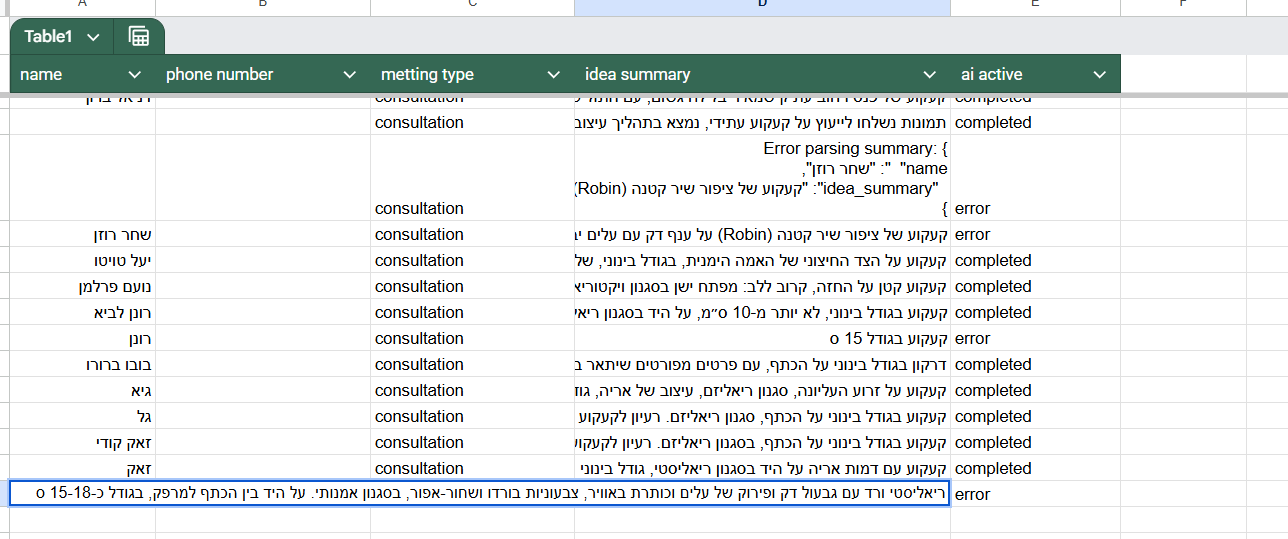 A B C D E F
Table1
name phone number metting type idea summary ai active
consultation completed
consultation תמונות נשלחו לייעוץ על קעקוע עתידי, נמצא בתהליך עיצוב completed
Error parsing summary: {
"name": "שחר רוזן",
"idea_summary": "קעקוע של ציפור שיר קטנה (Robin)
consultation } error
שחר רוזן consultation קעקוע של ציפור שיר קטנה (Robin) על ענף דק עם עלים error
יעל טויטו consultation קעקוע על הצד החיצוני של האמה הימנית, בגודל בינוני, של completed
נועם פרלמן consultation קעקוע קטן על החזה, קרוב ללב: מפתח ישן בסגנון ויקטוריא completed
רונן לביא consultation קעקוע בגודל בינוני, לא יותר מ-10 ס״מ, על היד בסגנון completed
רונן consultation קעקוע בגודל 15 ס error
בובו ברורו consultation דרקון בגודל בינוני על הכתף, עם פרטים מפורטים שיתאר ב completed
גיא consultation קעקוע על זרוע העליונה, סגנון ריאליזם, עיצוב של אריה, גוד completed
גל consultation קעקוע בגודל בינוני על הכתף, סגנון ריאליזם. רעיון לקעקוע completed
זאק קודי consultation קעקוע בגודל בינוני על הכתף, בסגנון ריאליזם. רעיון לקעקוע completed
זאק consultation קעקוע עם דמות אריה על היד בסגנון ריאליסטי, גודל בינוני completed
ריאליסטי ורד עם גבעול דק ופירוק של עלים וכותרת באוויר, צבעוניות בורדו ושחור-אפור, בסגנון אמנותי. על היד בין הכתף למרפק, בגודל כ-15-18 ס error